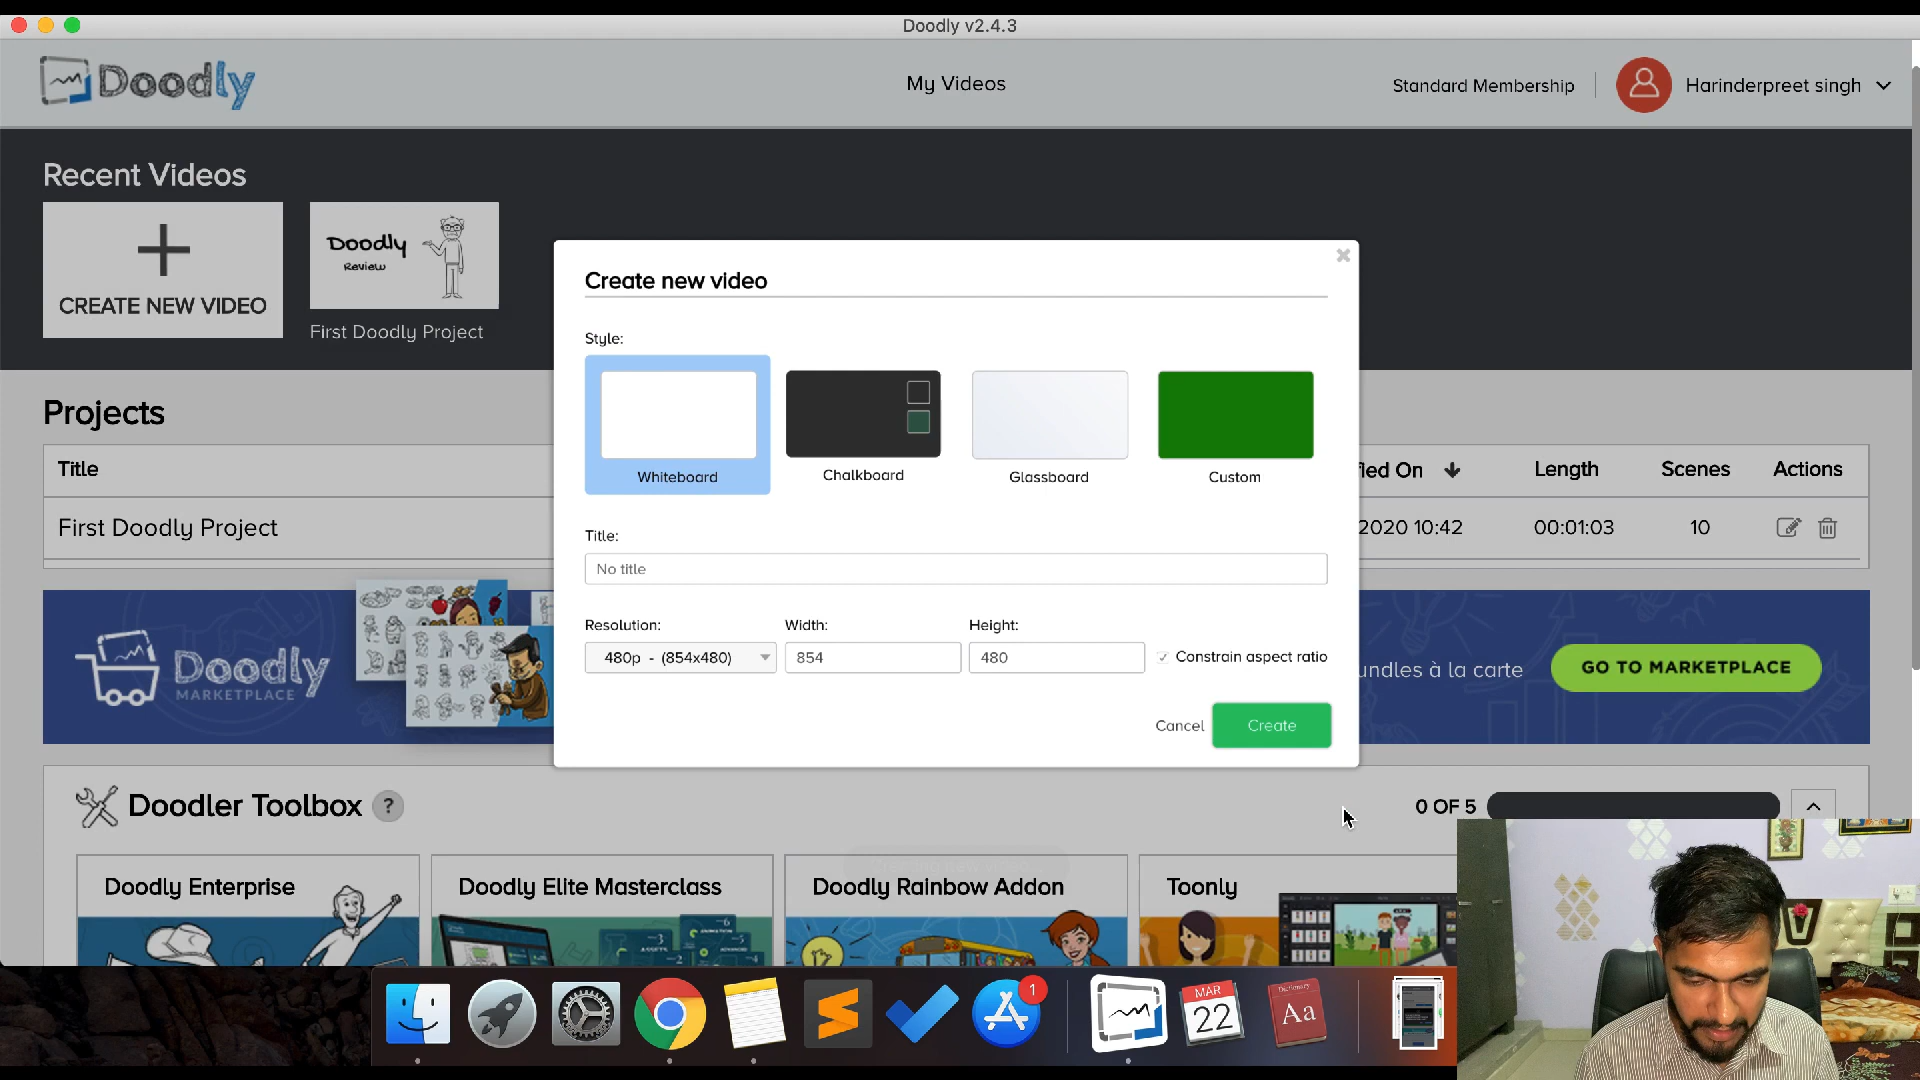 Doodly v2.4.3
Doodly
My Videos
Standard Membership
Harinderpreet singh
Recent Videos
CREATE NEW VIDEO
Doodly
Review
First Doodly Project
Create new video
Style:
Whiteboard
Chalkboard
Glassboard
Custom
Projects
Title
fied On
Length
Scenes
Actions
First Doodly Project
2020 10:42
00:01:03
10
Title:
No title
Resolution:
Width:
Height:
480p - (854x480)
854
480
Constrain aspect ratio
Cancel
Create
Doodly
MARKETPLACE
undles à la carte
GO TO MARKETPLACE
Doodler Toolbox
?
0 OF 5
Doodly Enterprise
Doodly Elite Masterclass
Doodly Rainbow Addon
Toonly
1
MAR
22
Dictionary
Aa